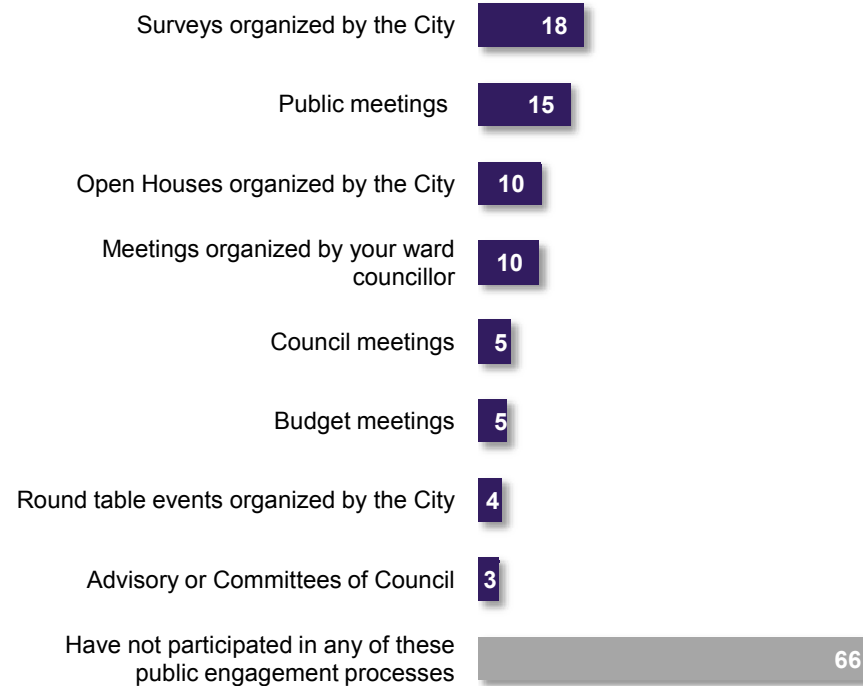 Surveys organized by the City 18
Public meetings 15
Open Houses organized by the City 10
Meetings organized by your ward
councillor 10
Council meetings 5
Budget meetings 5
Round table events organized by the City 4
Advisory or Committees of Council 3
Have not participated in any of these
public engagement processes 66